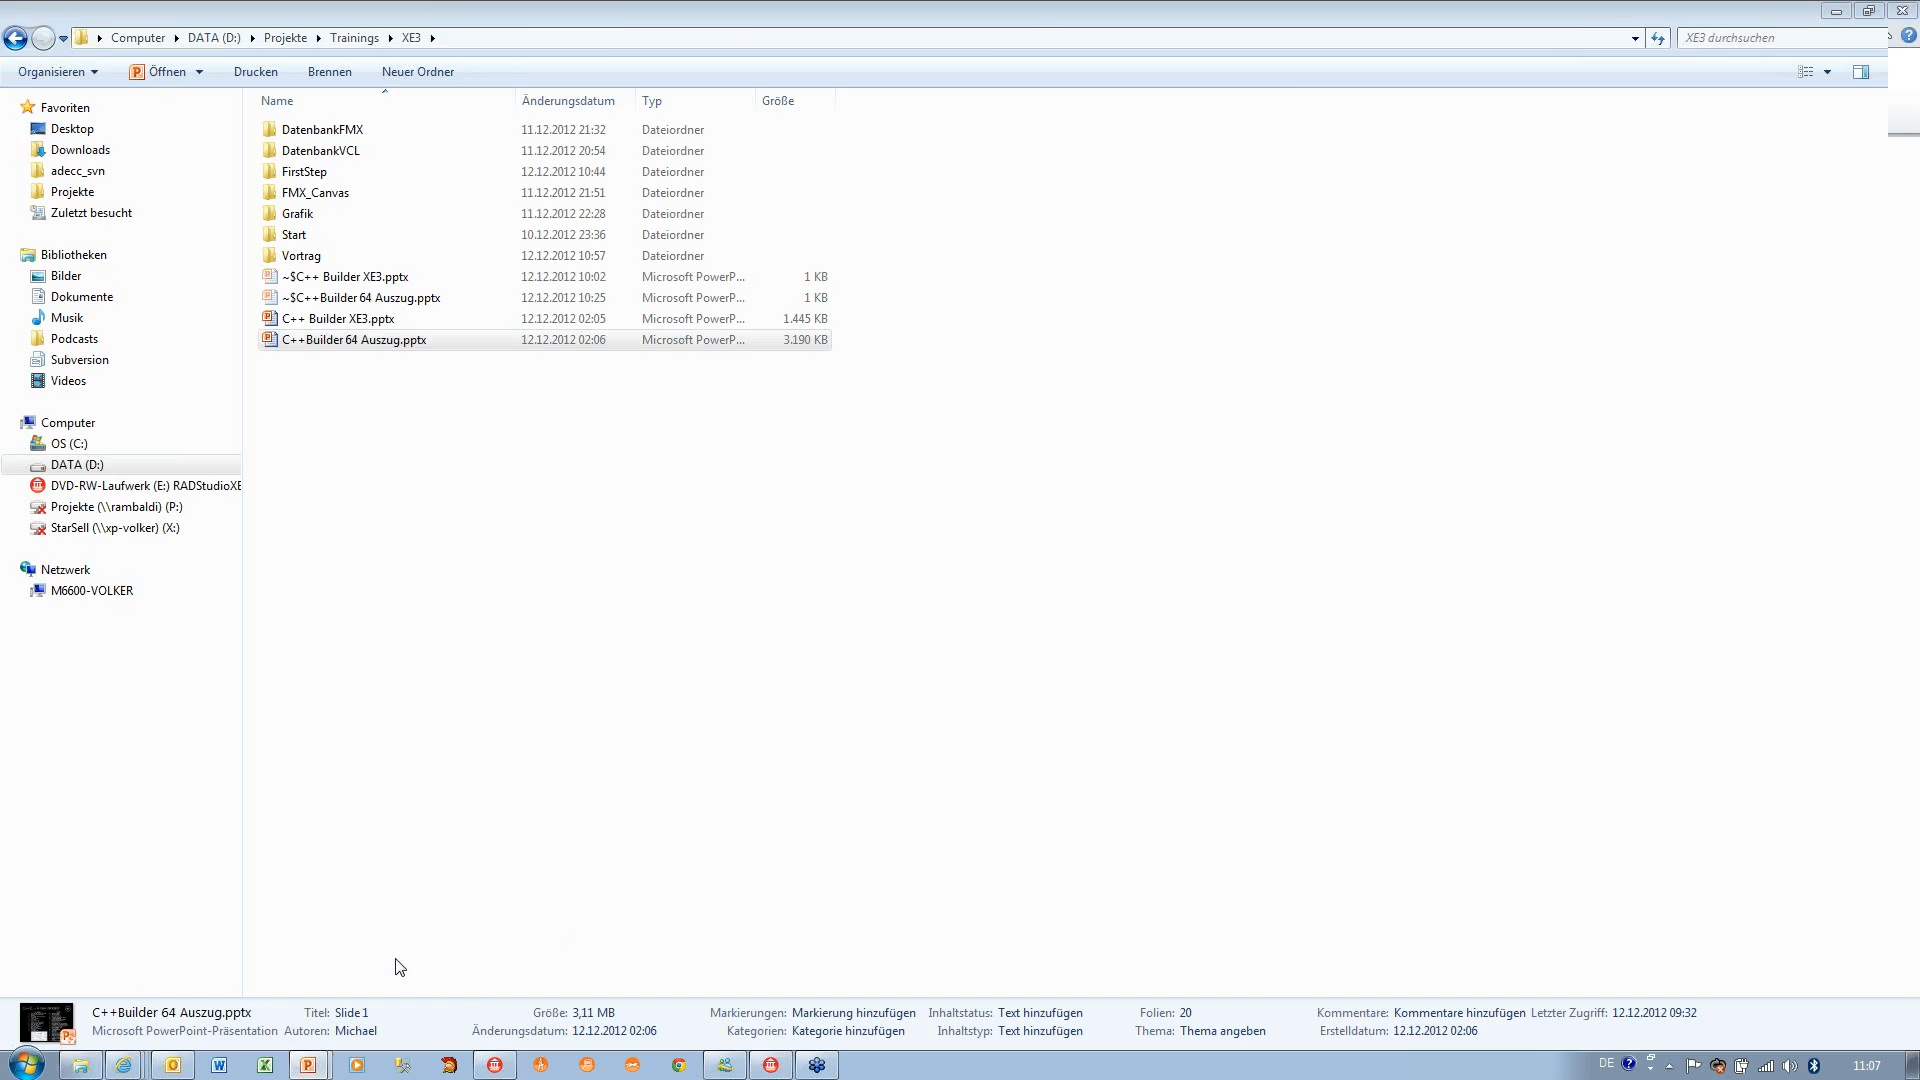 Computer DATA (D:) Projekte Trainings XE3
XE3 durchsuchen
Organisieren Öffnen Drucken Brennen Neuer Ordner
Name Änderungsdatum Typ Größe
Favoriten
Desktop
Downloads
adecc_svn
Projekte
Zuletzt besucht
Bibliotheken
Bilder
Dokumente
Musik
Podcasts
Subversion
Videos
Computer
OS (C:)
DATA (D:)
DVD-RW-Laufwerk (E:) RADStudioXE
Projekte (\\rambaldi) (P:)
StarSell (\\xp-volker) (X:)
Netzwerk
M6600-VOLKER
DatenbankFMX 11.12.2012 21:32 Dateiordner
DatenbankVCL 11.12.2012 20:54 Dateiordner
FirstStep 12.12.2012 10:44 Dateiordner
FMX_Canvas 11.12.2012 21:51 Dateiordner
Grafik 11.12.2012 22:28 Dateiordner
Start 10.12.2012 23:36 Dateiordner
Vortrag 12.12.2012 10:57 Dateiordner
~$C++ Builder XE3.pptx 12.12.2012 10:02 Microsoft PowerP... 1 KB
~$C++Builder 64 Auszug.pptx 12.12.2012 10:25 Microsoft PowerP... 1 KB
C++ Builder XE3.pptx 12.12.2012 02:05 Microsoft PowerP... 1.445 KB
C++Builder 64 Auszug.pptx 12.12.2012 02:06 Microsoft PowerP... 3.190 KB
C++Builder 64 Auszug.pptx Titel: Slide 1 Größe: 3,11 MB Markierungen: Markierung hinzufügen Inhaltstatus: Text hinzufügen Folien: 20 Kommentare: Kommentare hinzufügen Letzter Zugriff: 12.12.2012 09:32
Microsoft PowerPoint-Präsentation Autoren: Michael Änderungsdatum: 12.12.2012 02:06 Kategorien: Kategorie hinzufügen Inhaltstyp: Text hinzufügen Thema: Thema angeben Erstelldatum: 12.12.2012 02:06
DE 11:07